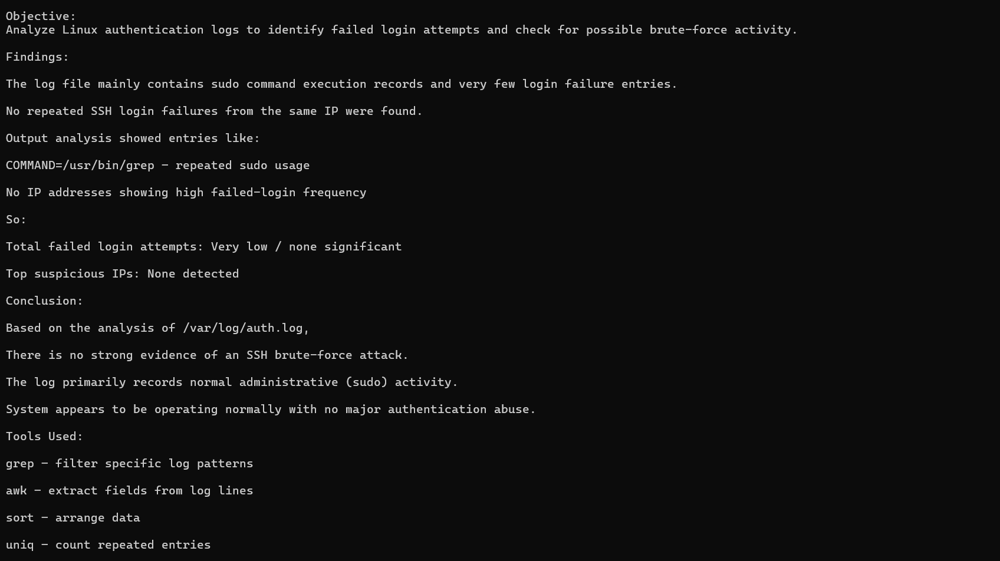 Objective:
Analyze Linux authentication logs to identify failed login attempts and check for possible brute-force activity.
Findings:
The log file mainly contains sudo command execution records and very few login failure entries.
No repeated SSH login failures from the same IP were found.
Output analysis showed entries like:
COMMAND=/usr/bin/grep - repeated sudo usage
No IP addresses showing high failed-login frequency
So:
Total failed login attempts: Very low / none significant
Top suspicious IPs: None detected
Conclusion:
Based on the analysis of /var/log/auth.log,
There is no strong evidence of an SSH brute-force attack.
The log primarily records normal administrative (sudo) activity.
System appears to be operating normally with no major authentication abuse.
Tools Used:
grep - filter specific log patterns
awk - extract fields from log lines
sort - arrange data
uniq - count repeated entries